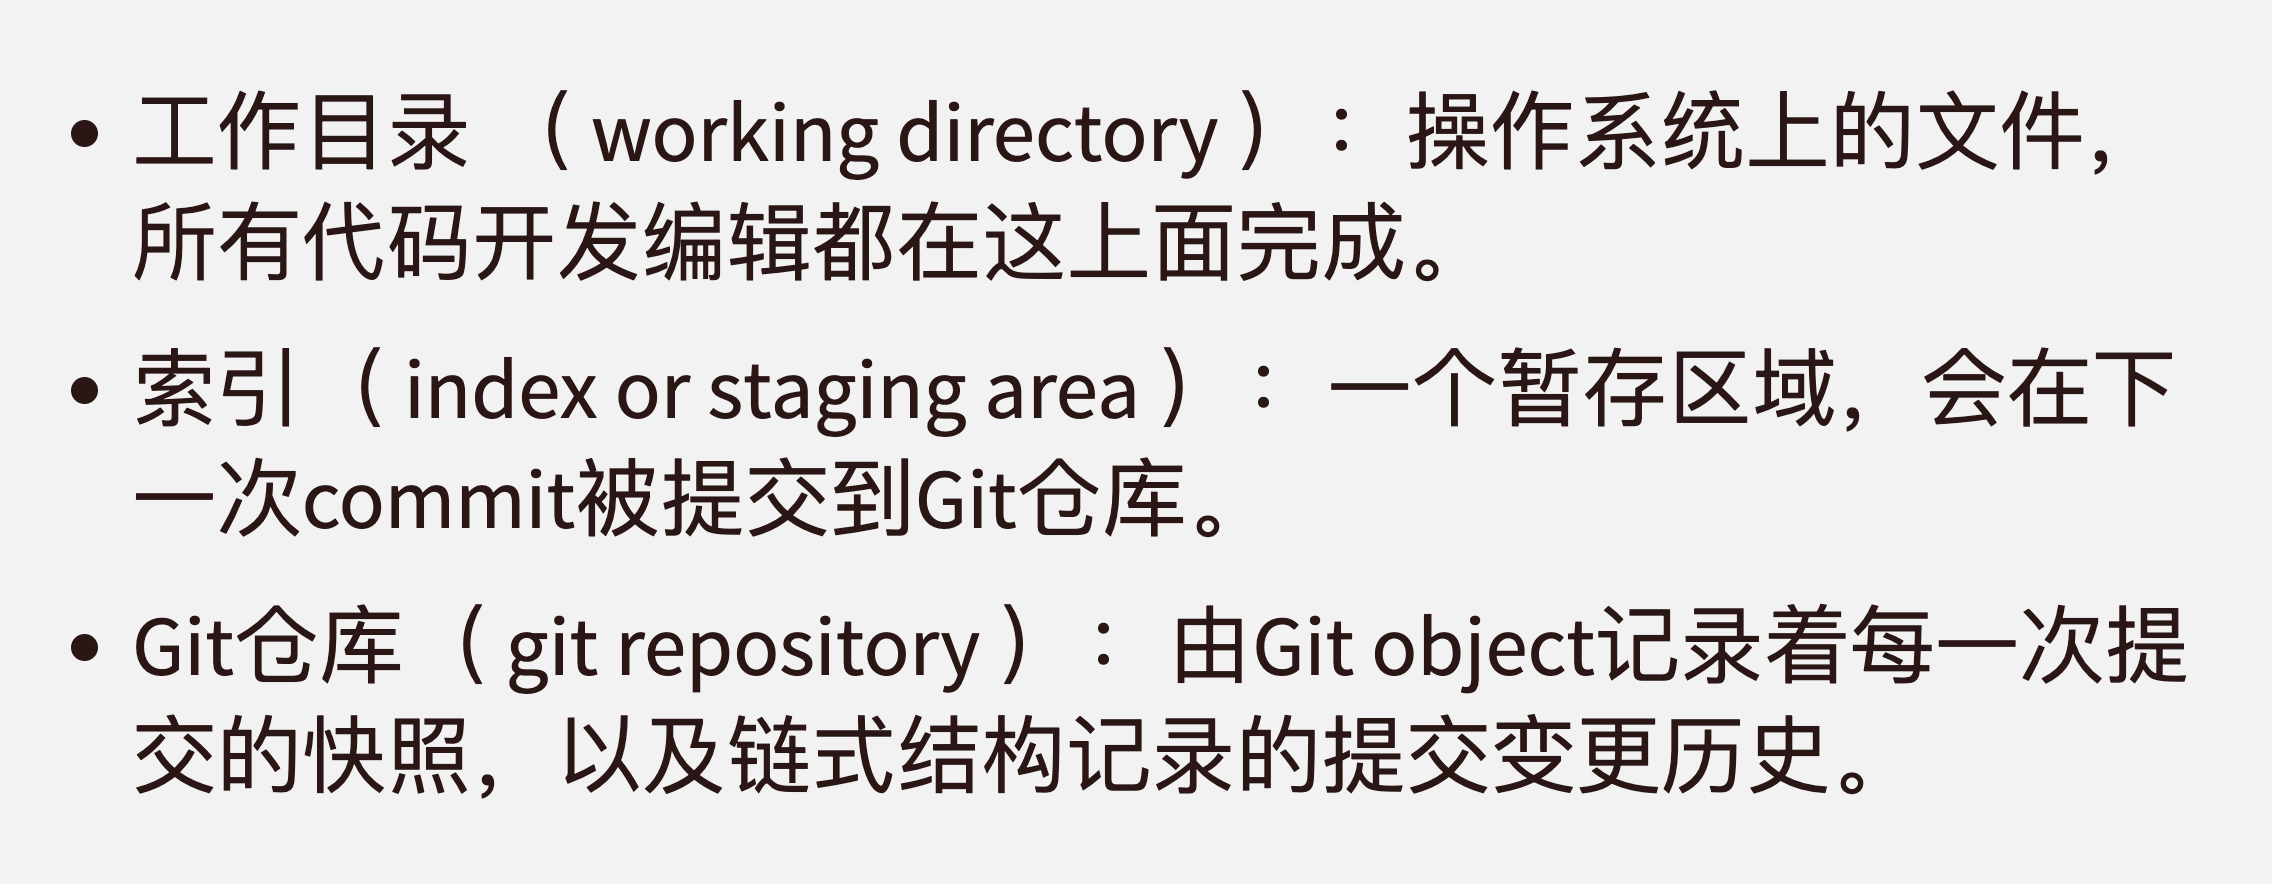 • 工作目录 （working directory）：操作系统上的文件，
所有代码开发编辑都在这上面完成。
• 索引（index or staging area）：一个暂存区域，会在下
一次commit被提交到Git仓库。
• Git仓库（git repository）：由Git object记录着每一次提
交的快照，以及链式结构记录的提交变更历史。